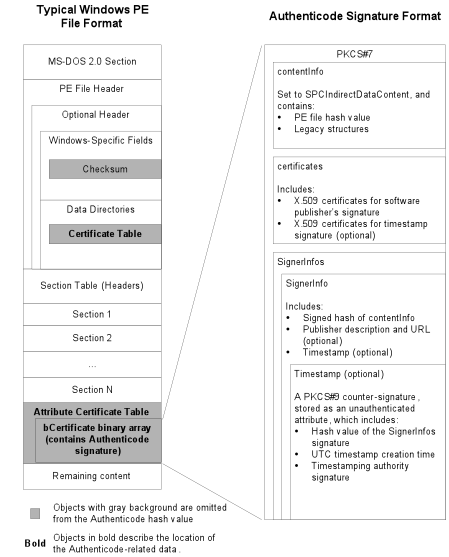 Typical Windows PE
File Format
MS-DOS 2.0 Section
PE File Header
Optional Header
Windows-Specific Fields
Checksum
Data Directories
Certificate Table
Section Table (Headers)
Section 1
Section 2
...
Section N
Attribute Certificate Table
bCertificate binary array
(contains Authenticode
signature)
Remaining content
Objects with gray background are omitted
from the Authenticode hash value
Bold Objects in bold describe the location of
the Authenticode-related data.
Authenticode Signature Format
PKCS#7
contentInfo
Set to SPCIndirectDataContent, and
contains:
• PE file hash value
• Legacy structures
certificates
Includes:
• X.509 certificates for software
publisher's signature
• X.509 certificates for timestamp
signature (optional)
SignerInfos
SignerInfo
Includes:
• Signed hash of contentInfo
• Publisher description and URL
(optional)
• Timestamp (optional)
Timestamp (optional)
A PKCS#9 counter-signature,
stored as an unauthenticated
attribute, which includes:
• Hash value of the SignerInfos
signature
• UTC timestamp creation time
• Timestamping authority
signature